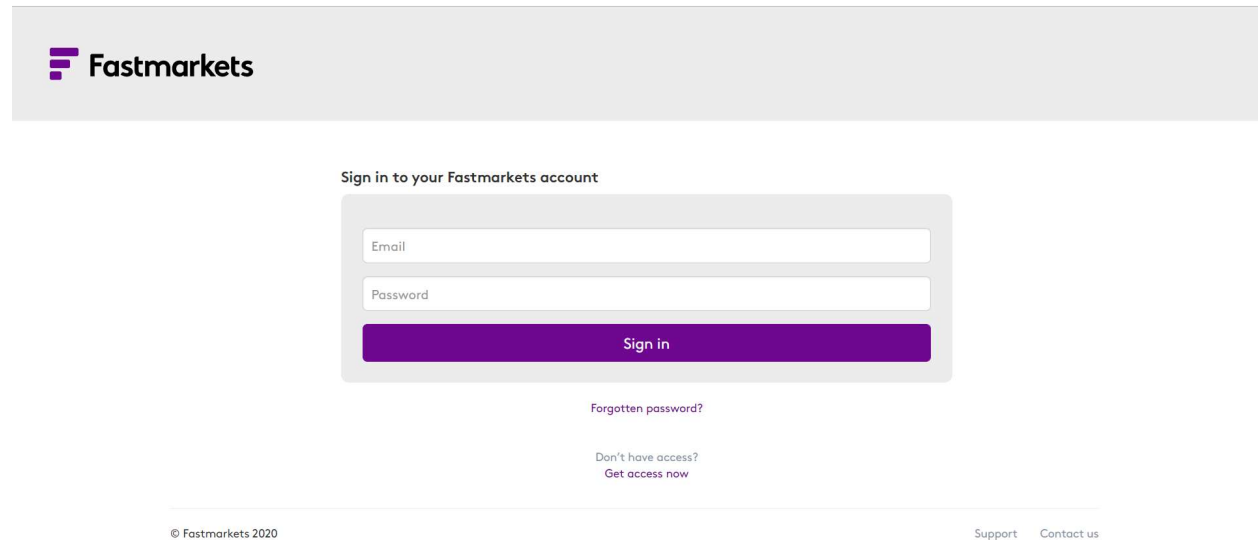 Fastmarkets
Sign in to your Fastmarkets account
Email
Password
Sign in
Forgotten password?
Don't have access?
Get access now
© Fastmarkets 2020
Support Contact us